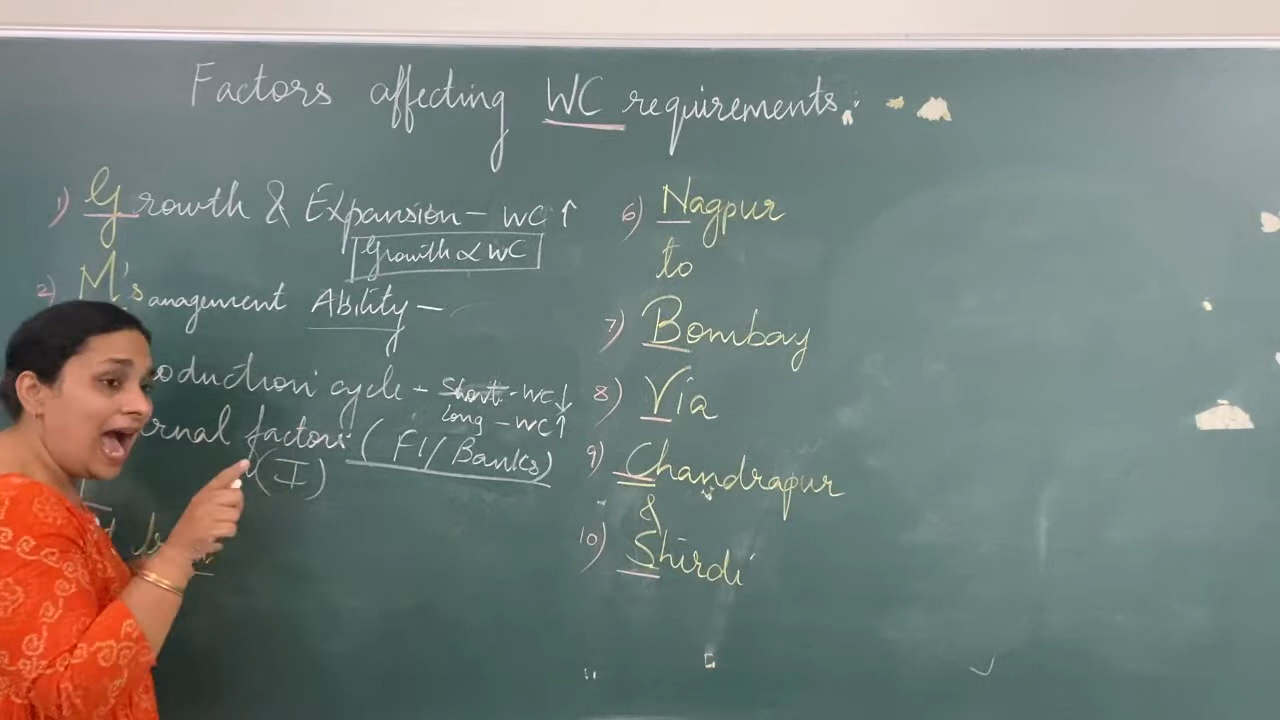 Factors affecting WC requirements.
1) Growth & Expansion - WC ↑
Growth ∝ WC
2) M's anagement Ability -
oduction cycle - Short - WC↓
Long - WC↑
rnal factors (FI/Banks)
(I)
6) Nagpur
to
7) Bombay
8) Via
9) Chandrapur
&
10) Shirdi